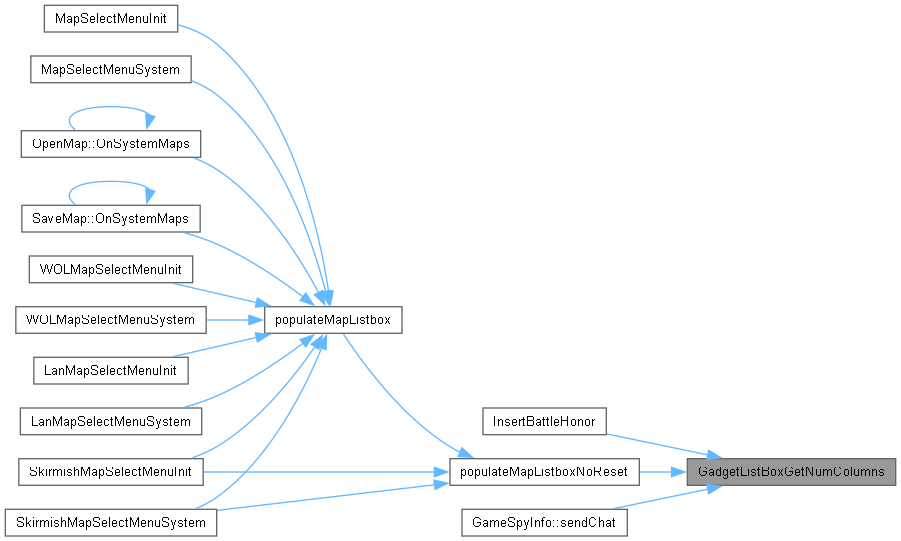 MapSelectMenuInit
MapSelectMenuSystem
OpenMap::OnSystemMaps
SaveMap::OnSystemMaps
WOLMapSelectMenuInit
WOLMapSelectMenuSystem
populateMapListbox
LanMapSelectMenuInit
LanMapSelectMenuSystem
InsertBattleHonor
SkirmishMapSelectMenuInit
populateMapListboxNoReset
GadgetListBoxGetNumColumns
SkirmishMapSelectMenuSystem
GameSpyInfo::sendChat